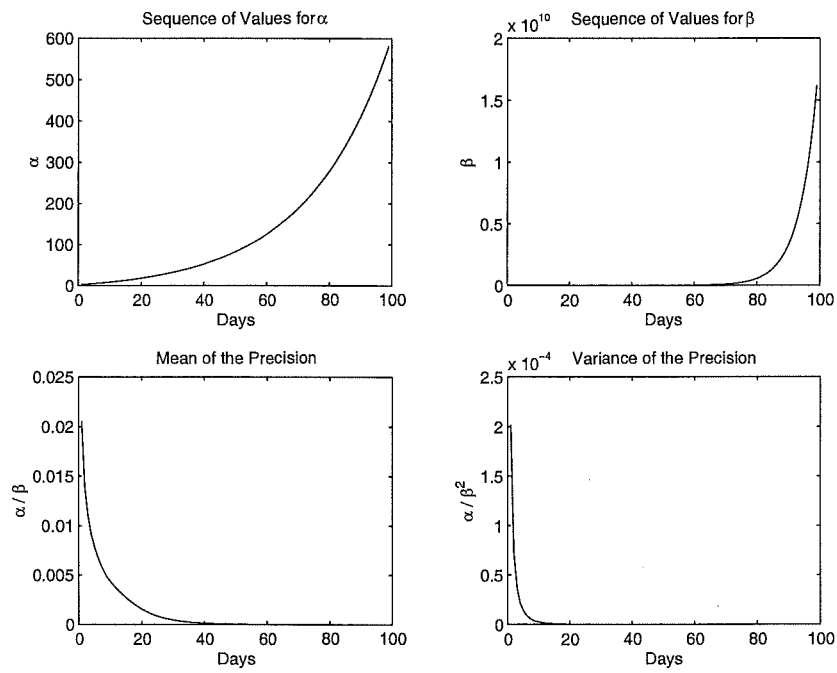 Sequence of Values for α
600
500
400
300
200
100
0
α
0 20 40 60 80 100
Days
Sequence of Values for β
x 10^10
2
1.5
1
0.5
0
β
0 20 40 60 80 100
Days
Mean of the Precision
0.025
0.02
0.015
0.01
0.005
0
α / β
0 20 40 60 80 100
Days
Variance of the Precision
x 10^-4
2.5
2
1.5
1
0.5
0
α / β²
0 20 40 60 80 100
Days